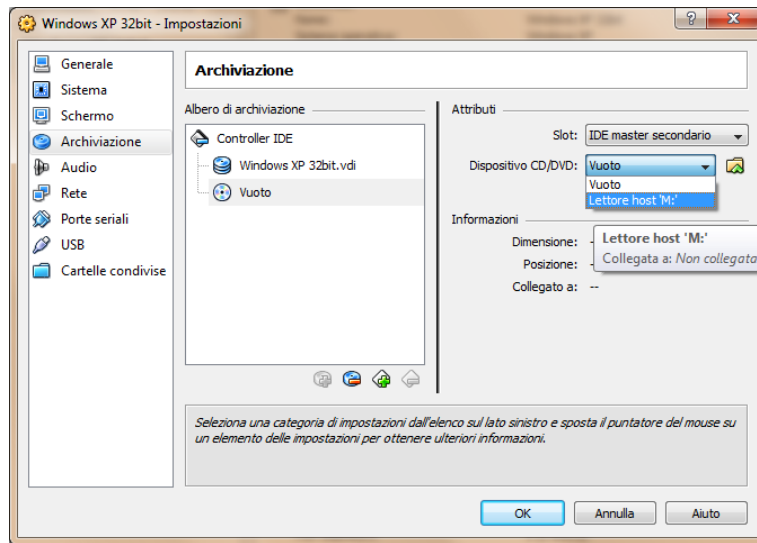 Windows XP 32bit - Impostazioni
Generale
Sistema
Schermo
Archiviazione
Audio
Rete
Porte seriali
USB
Cartelle condivise
Archiviazione
Albero di archiviazione
Controller IDE
Windows XP 32bit.vdi
Vuoto
Attributi
Slot: IDE master secondario
Dispositivo CD/DVD: Vuoto
Vuoto
Lettore host 'M:'
Informazioni
Dimensione: -
Posizione: -
Collegato a: --
Lettore host 'M:'
Collegata a: Non collegata
Seleziona una categoria di impostazioni dall'elenco sul lato sinistro e sposta il puntatore del mouse su
un elemento delle impostazioni per ottenere ulteriori informazioni.
OK Annulla Aiuto